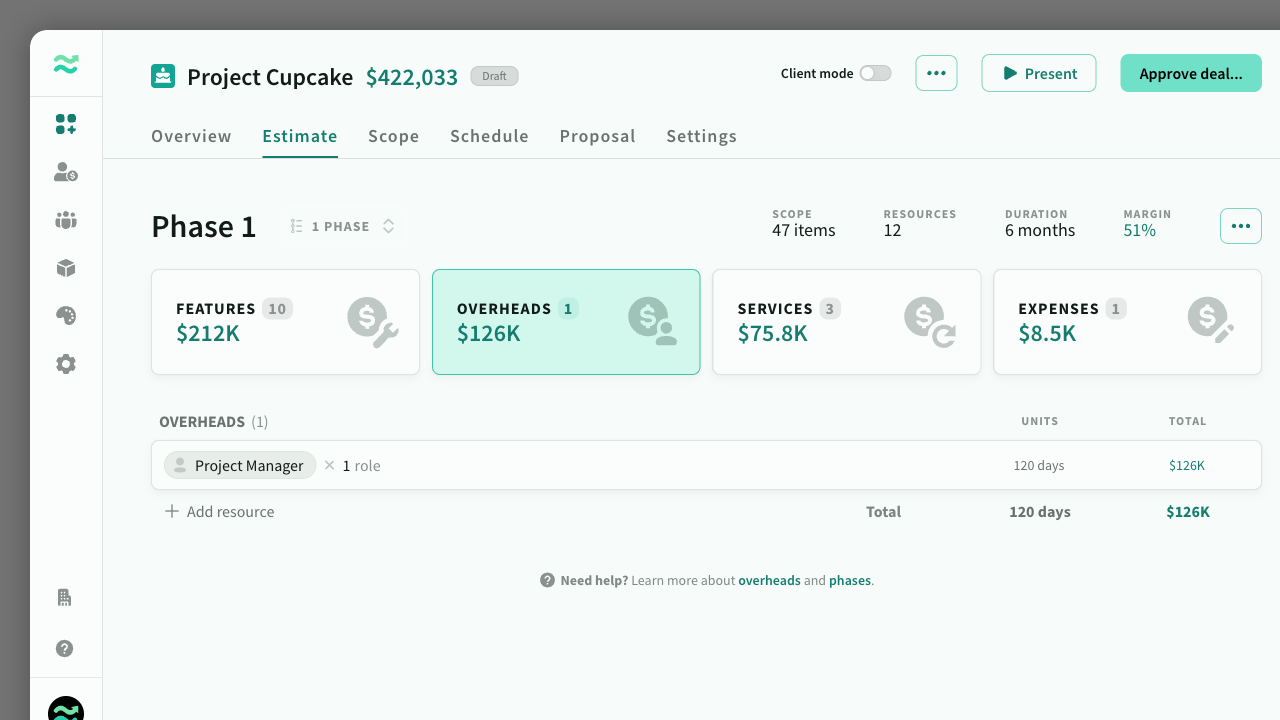 Project Cupcake $422,033 Draft
Client mode ••• Present Approve deal...
Overview Estimate Scope Schedule Proposal Settings
Phase 1 1 PHASE
SCOPE RESOURCES DURATION MARGIN
47 items 12 6 months 51%
FEATURES 10
$212K
OVERHEADS 1
$126K
SERVICES 3
$75.8K
EXPENSES 1
$8.5K
OVERHEADS (1) UNITS TOTAL
Project Manager × 1 role 120 days $126K
+ Add resource Total 120 days $126K
Need help? Learn more about overheads and phases.